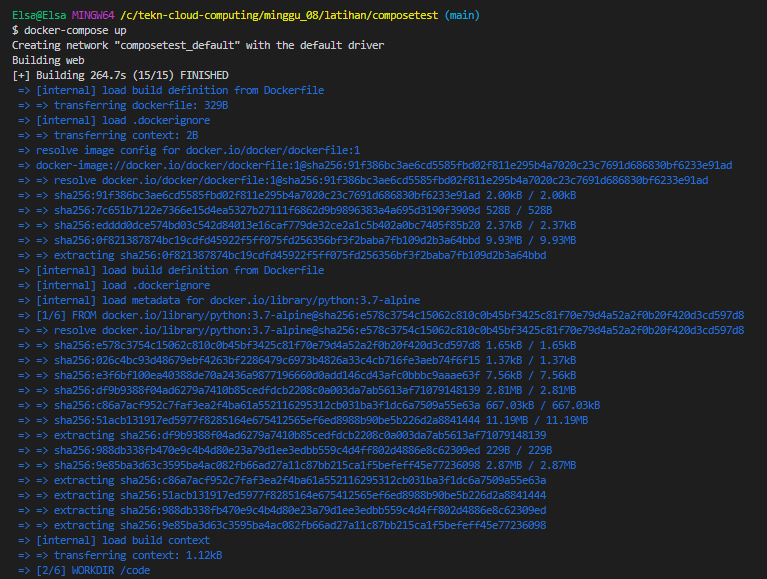 Elsa@Elsa MINGW64 /c/tekn-cloud-computing/minggu_08/latihan/composetest (main)
$ docker-compose up
Creating network "composetest_default" with the default driver
Building web
[+] Building 264.7s (15/15) FINISHED
=> [internal] load build definition from Dockerfile
=> => transferring dockerfile: 329B
=> [internal] load .dockerignore
=> => transferring context: 2B
=> resolve image config for docker.io/docker/dockerfile:1
=> docker-image://docker.io/docker/dockerfile:1@sha256:91f386bc3ae6cd5585fbd02f811e295b4a7020c23c7691d686830bf6233e91ad
=> => resolve docker.io/docker/dockerfile:1@sha256:91f386bc3ae6cd5585fbd02f811e295b4a7020c23c7691d686830bf6233e91ad
=> => sha256:91f386bc3ae6cd5585fbd02f811e295b4a7020c23c7691d686830bf6233e91ad 2.00kB / 2.00kB
=> => sha256:7c651b7122e7366e15d4ea5327b27111f6862d9b9896383a4a695d3190f3909d 528B / 528B
=> => sha256:edddd0dce574bd03c542d84013e16caf779de32ce2a1c5b402a0bc7405f85b20 2.37kB / 2.37kB
=> => sha256:0f821387874bc19cdfd45922f5ff075fd256356bf3f2baba7fb109d2b3a64bbd 9.93MB / 9.93MB
=> => extracting sha256:0f821387874bc19cdfd45922f5ff075fd256356bf3f2baba7fb109d2b3a64bbd
=> [internal] load build definition from Dockerfile
=> [internal] load .dockerignore
=> [internal] load metadata for docker.io/library/python:3.7-alpine
=> [1/6] FROM docker.io/library/python:3.7-alpine@sha256:e578c3754c15062c810c0b45bf3425c81f70e79d4a52a2f0b20f420d3cd597d8
=> => resolve docker.io/library/python:3.7-alpine@sha256:e578c3754c15062c810c0b45bf3425c81f70e79d4a52a2f0b20f420d3cd597d8
=> => sha256:e578c3754c15062c810c0b45bf3425c81f70e79d4a52a2f0b20f420d3cd597d8 1.65kB / 1.65kB
=> => sha256:026c4bc93d48679ebf4263bf2286479c6973b4826a33c4cb716fe3aeb74f6f15 1.37kB / 1.37kB
=> => sha256:e3f6bf100ea40388de70a2436a9877196660d0add146cd43afc0bbbc9aaae63f 7.56kB / 7.56kB
=> => sha256:df9b9388f04ad6279a7410b85cedfdcb2208c0a003da7ab5613af71079148139 2.81MB / 2.81MB
=> => sha256:c86a7acf952c7faf3ea2f4ba61a552116295312cb031ba3f1dc6a7509a55e63a 667.03kB / 667.03kB
=> => sha256:51acb131917ed5977f8285164e675412565ef6ed8988b90be5b226d2a8841444 11.19MB / 11.19MB
=> => extracting sha256:df9b9388f04ad6279a7410b85cedfdcb2208c0a003da7ab5613af71079148139
=> => sha256:988db338fb470e9c4b4d80e23a79d1ee3edbb559c4d4ff802d4886e8c62309ed 229B / 229B
=> => sha256:9e85ba3d63c3595ba4ac082fb66ad27a11c87bb215ca1f5befeff45e77236098 2.87MB / 2.87MB
=> => extracting sha256:c86a7acf952c7faf3ea2f4ba61a552116295312cb031ba3f1dc6a7509a55e63a
=> => extracting sha256:51acb131917ed5977f8285164e675412565ef6ed8988b90be5b226d2a8841444
=> => extracting sha256:988db338fb470e9c4b4d80e23a79d1ee3edbb559c4d4ff802d4886e8c62309ed
=> => extracting sha256:9e85ba3d63c3595ba4ac082fb66ad27a11c87bb215ca1f5befeff45e77236098
=> [internal] load build context
=> => transferring context: 1.12kB
=> [2/6] WORKDIR /code